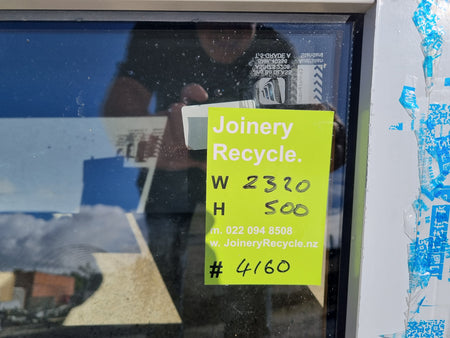 Joinery
Recycle.
W 2320
H 500
m. 022 094 8508
w. JoineryRecycle.nz
# 4160